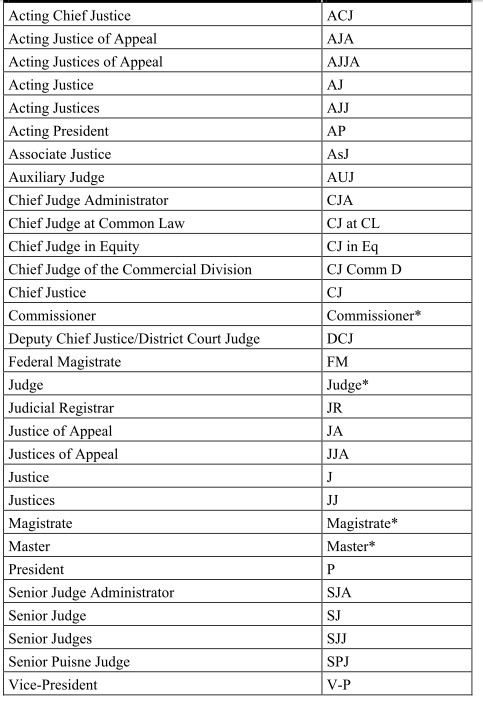 Acting Chief Justice ACJ
Acting Justice of Appeal AJA
Acting Justices of Appeal AJJA
Acting Justice AJ
Acting Justices AJJ
Acting President AP
Associate Justice AsJ
Auxiliary Judge AUJ
Chief Judge Administrator CJA
Chief Judge at Common Law CJ at CL
Chief Judge in Equity CJ in Eq
Chief Judge of the Commercial Division CJ Comm D
Chief Justice CJ
Commissioner Commissioner*
Deputy Chief Justice/District Court Judge DCJ
Federal Magistrate FM
Judge Judge*
Judicial Registrar JR
Justice of Appeal JA
Justices of Appeal JJA
Justice J
Justices JJ
Magistrate Magistrate*
Master Master*
President P
Senior Judge Administrator SJA
Senior Judge SJ
Senior Judges SJJ
Senior Puisne Judge SPJ
Vice-President V-P